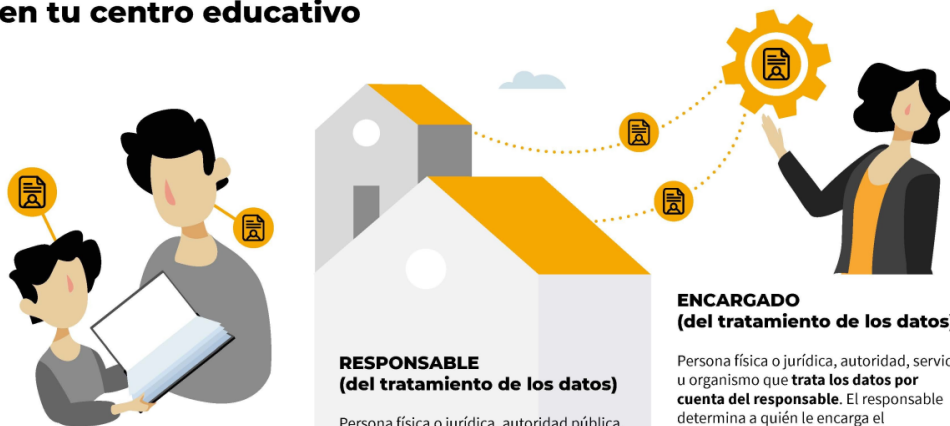 en tu centro educativo
RESPONSABLE
(del tratamiento de los datos)
Persona física o jurídica, autoridad pública
ENCARGADO
(del tratamiento de los datos)
Persona física o jurídica, autoridad,
u organismo que trata los datos por
cuenta del responsable. El responsable
determina a quién le encarga el